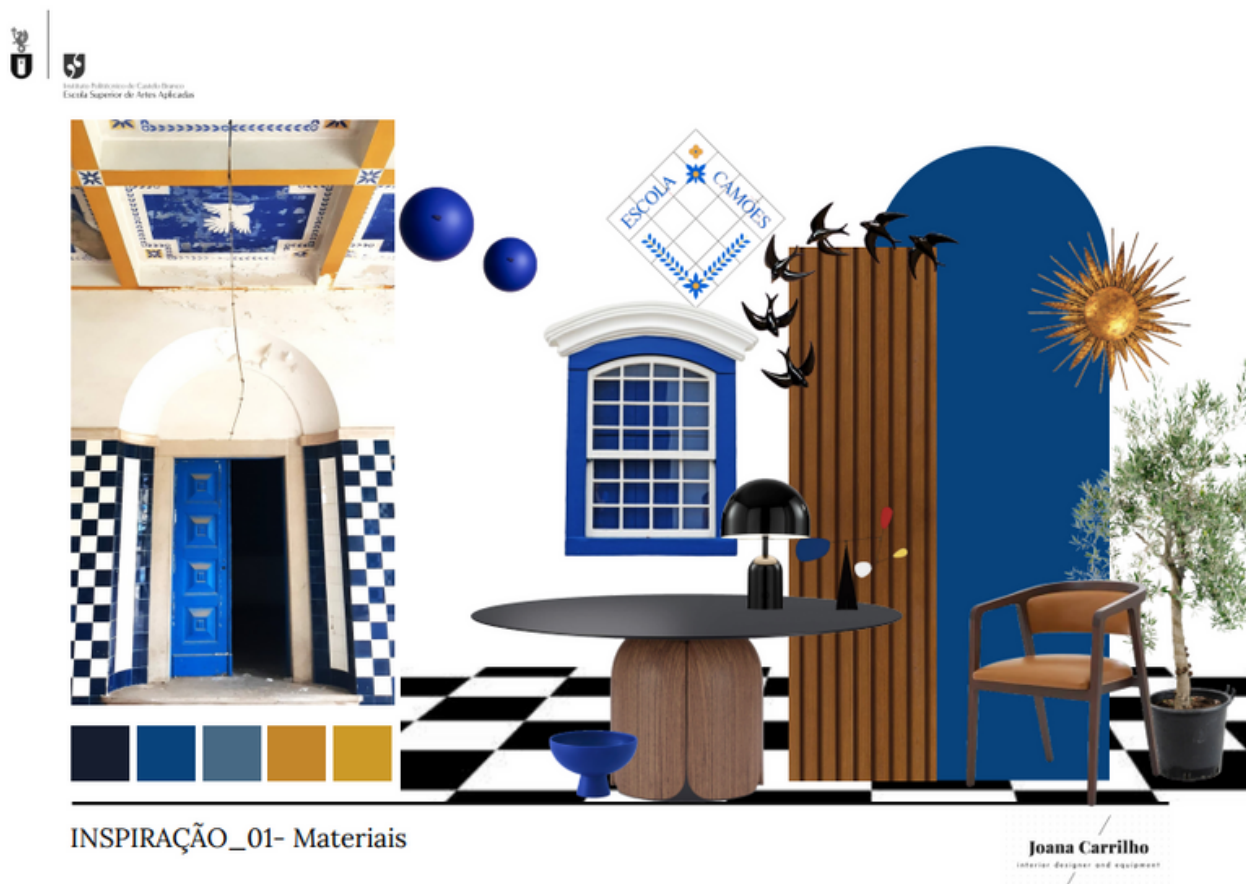 Instituto Politécnico de Castelo Branco
Escola Superior de Artes Aplicadas
ESCOLA
CAMÕES
INSPIRAÇÃO_01- Materiais
Joana Carrilho
interior designer and equipment